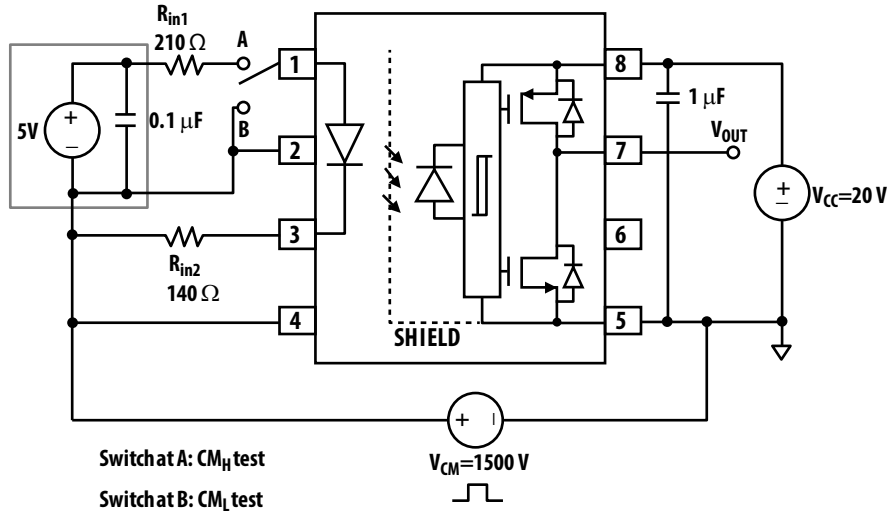 Rin1
210 Ω
A
1
8
5V
+
−
0.1 μF
B
1 μF
2
7
VOUT
+
−
VCC=20 V
3
6
Rin2
140 Ω
4
5
SHIELD
+
−
Switch at A: CMH test
VCM=1500 V
Switch at B: CML test